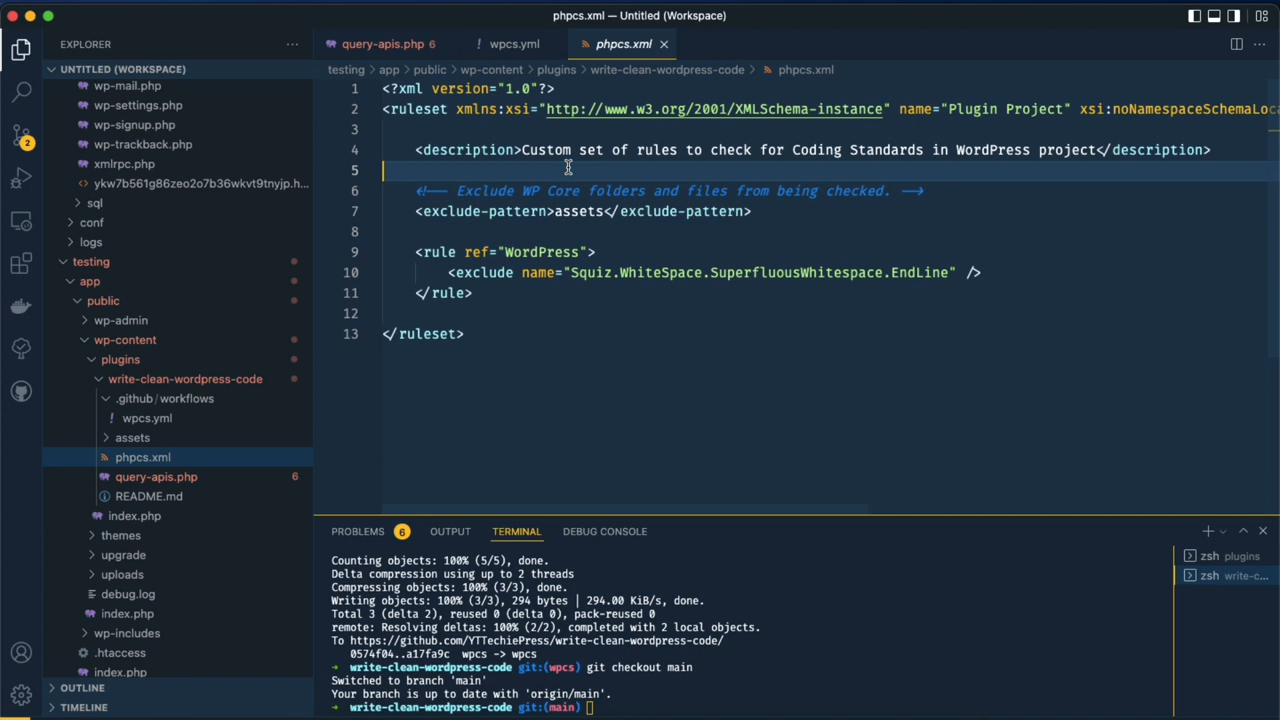 phpcs.xml — Untitled (Workspace)
EXPLORER
UNTITLED (WORKSPACE)
wp-mail.php
wp-settings.php
wp-signup.php
wp-trackback.php
xmlrpc.php
ykw7b561g86zeo2o7b36wkvt9tnyjp.h...
sql
conf
logs
testing
app
public
wp-admin
wp-content
plugins
write-clean-wordpress-code
.github/workflows
wpcs.yml
assets
phpcs.xml
query-apis.php 6
README.md
index.php
themes
upgrade
uploads
debug.log
index.php
wp-includes
.htaccess
index.php
OUTLINE
TIMELINE
2
query-apis.php 6
wpcs.yml
phpcs.xml
testing > app > public > wp-content > plugins > write-clean-wordpress-code > phpcs.xml
1 <?xml version="1.0"?>
2 <ruleset xmlns:xsi="http://www.w3.org/2001/XMLSchema-instance" name="Plugin Project" xsi:noNamespaceSchemaLoc
3
4 <description>Custom set of rules to check for Coding Standards in WordPress project</description>
5
6 <!-- Exclude WP Core folders and files from being checked. -->
7 <exclude-pattern>assets</exclude-pattern>
8
9 <rule ref="WordPress">
10 <exclude name="Squiz.WhiteSpace.SuperfluousWhitespace.EndLine" />
11 </rule>
12
13 </ruleset>
PROBLEMS 6 OUTPUT TERMINAL DEBUG CONSOLE
Counting objects: 100% (5/5), done.
Delta compression using up to 2 threads
Compressing objects: 100% (3/3), done.
Writing objects: 100% (3/3), 294 bytes | 294.00 KiB/s, done.
Total 3 (delta 2), reused 0 (delta 0), pack-reused 0
remote: Resolving deltas: 100% (2/2), completed with 2 local objects.
To https://github.com/YTTechiePress/write-clean-wordpress-code/
0574f04..a17fa9c wpcs -> wpcs
➜ write-clean-wordpress-code git:(wpcs) git checkout main
Switched to branch 'main'
Your branch is up to date with 'origin/main'.
➜ write-clean-wordpress-code git:(main)
zsh plugins
zsh write-c...